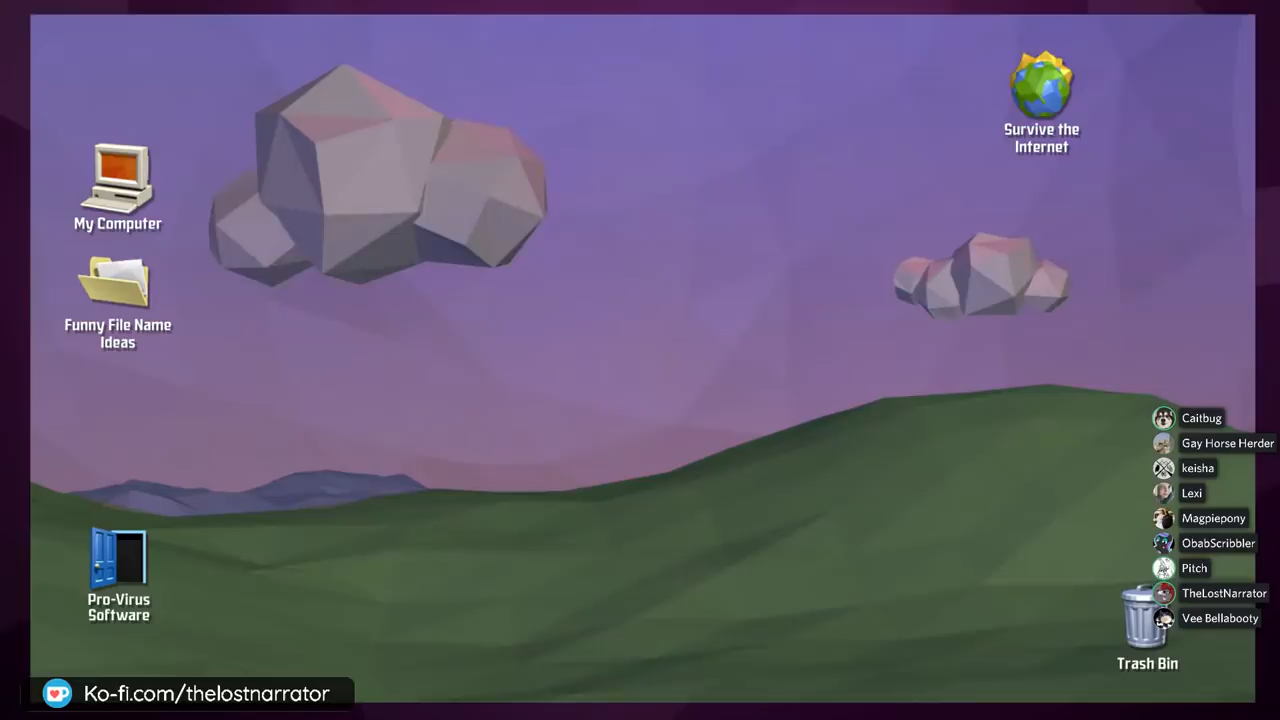 Survive the
Internet
My Computer
Funny File Name
Ideas
Caitbug
Gay Horse Herder
keisha
Lexi
Magpiepony
ObabScribbler
Pitch
TheLostNarrator
Vee Bellabooty
Pro-Virus
Software
Trash Bin
Ko-fi.com/thelostnarrator